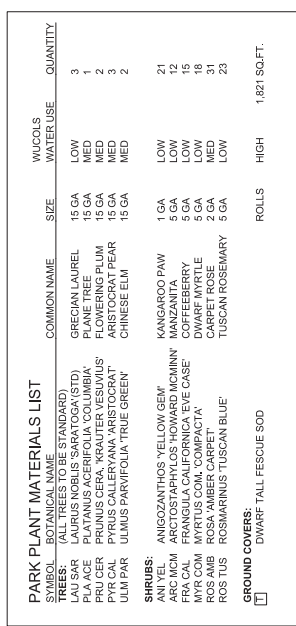 PARK PLANT MATERIALS LIST
WUCOLS
SYMBOL BOTANICAL NAME COMMON NAME SIZE WATER USE QUANTITY
TREES: (ALL TREES TO BE STANDARD)
LAU SAR LAURUS NOBLIS 'SARATOGA'(STD) GRECIAN LAUREL 15 GA LOW 3
PLA ACE PLATANUS ACERIFOLIA 'COLUMBIA' PLANE TREE 15 GA MED 1
PRU CER PRUNUS CERA. 'KRAUTER VESUVIUS' FLOWERING PLUM 15 GA MED 2
PYR CAL PYRUS CALLERYANA 'ARISTOCRAT' ARISTOCRAT PEAR 15 GA MED 3
ULM PAR ULMUS PARVIFOLIA 'TRUE GREEN' CHINESE ELM 15 GA MED 2
SHRUBS:
ANI YEL ANIGOZANTHOS 'YELLOW GEM' KANGAROO PAW 1 GA LOW 21
ARC MCM ARCTOSTAPHYLOS 'HOWARD MCMINN' MANZANITA 5 GA LOW 12
FRA CAL FRANGULA CALIFORNICA 'EVE CASE' COFFEEBERRY 5 GA LOW 15
MYR COM MYRTUS COM. 'COMPACTA' DWARF MYRTLE 5 GA LOW 18
ROS AMB ROSA 'AMBER CARPET' CARPET ROSE 2 GA MED 31
ROS TUS ROSMARINUS 'TUSCAN BLUE' TUSCAN ROSEMARY 5 GA LOW 23
GROUND COVERS:
T DWARF TALL FESCUE SOD ROLLS HIGH 1,821 SQ.FT.